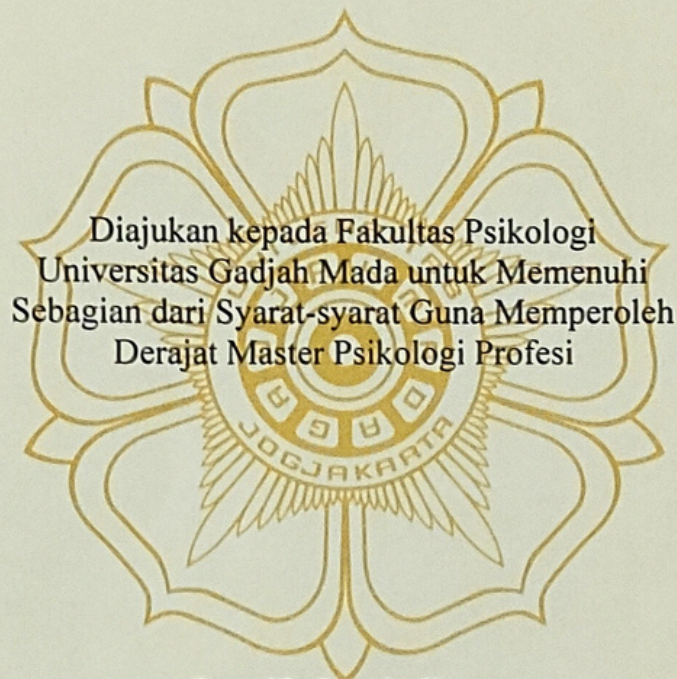 Diajukan kepada Fakultas Psikologi
Universitas Gadjah Mada untuk Memenuhi
Sebagian dari Syarat-syarat Guna Memperoleh
Derajat Master Psikologi Profesi
JOGJAKARTA